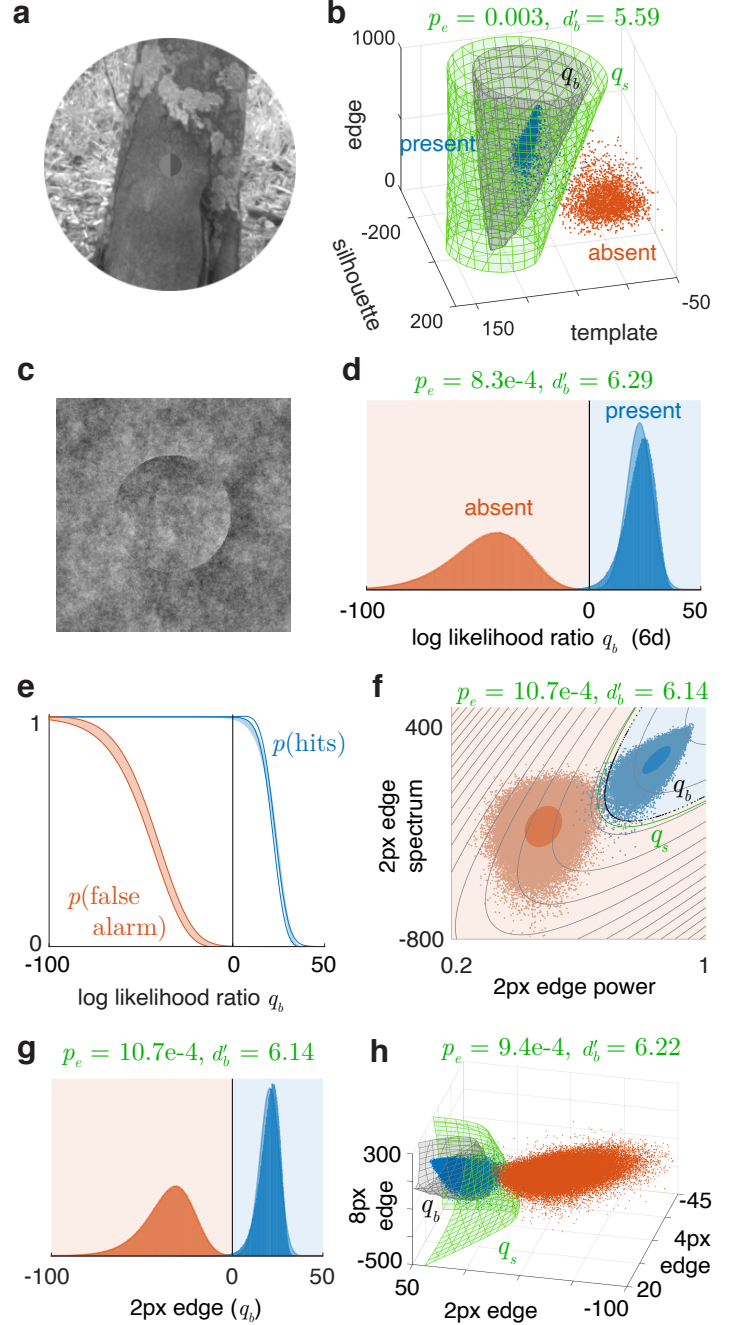 a
b
p_e = 0.003, d′_b = 5.59
1000
edge
0
-200
silhouette
200
150
template
-50
present
absent
q_b
q_s
c
d
p_e = 8.3e-4, d′_b = 6.29
present
absent
-100
0
50
log likelihood ratio q_b (6d)
e
1
0
p(hits)
p(false
alarm)
-100
0
50
log likelihood ratio q_b
f
p_e = 10.7e-4, d′_b = 6.14
400
2px edge
spectrum
-800
q_b
q_s
0.2
1
2px edge power
g
p_e = 10.7e-4, d′_b = 6.14
-100
0
50
2px edge (q_b)
h
p_e = 9.4e-4, d′_b = 6.22
300
8px
edge
-500
q_b
q_s
50
2px edge
-100
20
4px
edge
-45